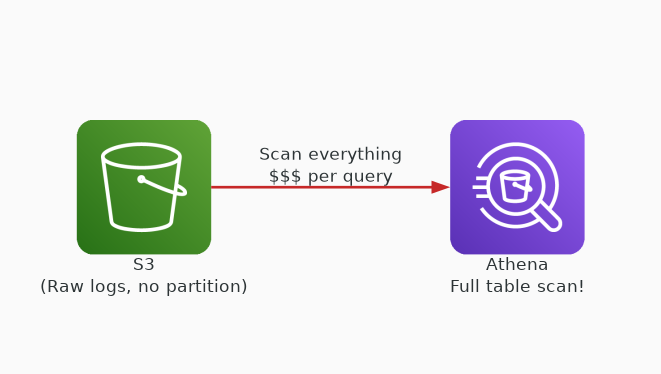 Scan everything
$$$ per query
S3
(Raw logs, no partition)
Athena
Full table scan!